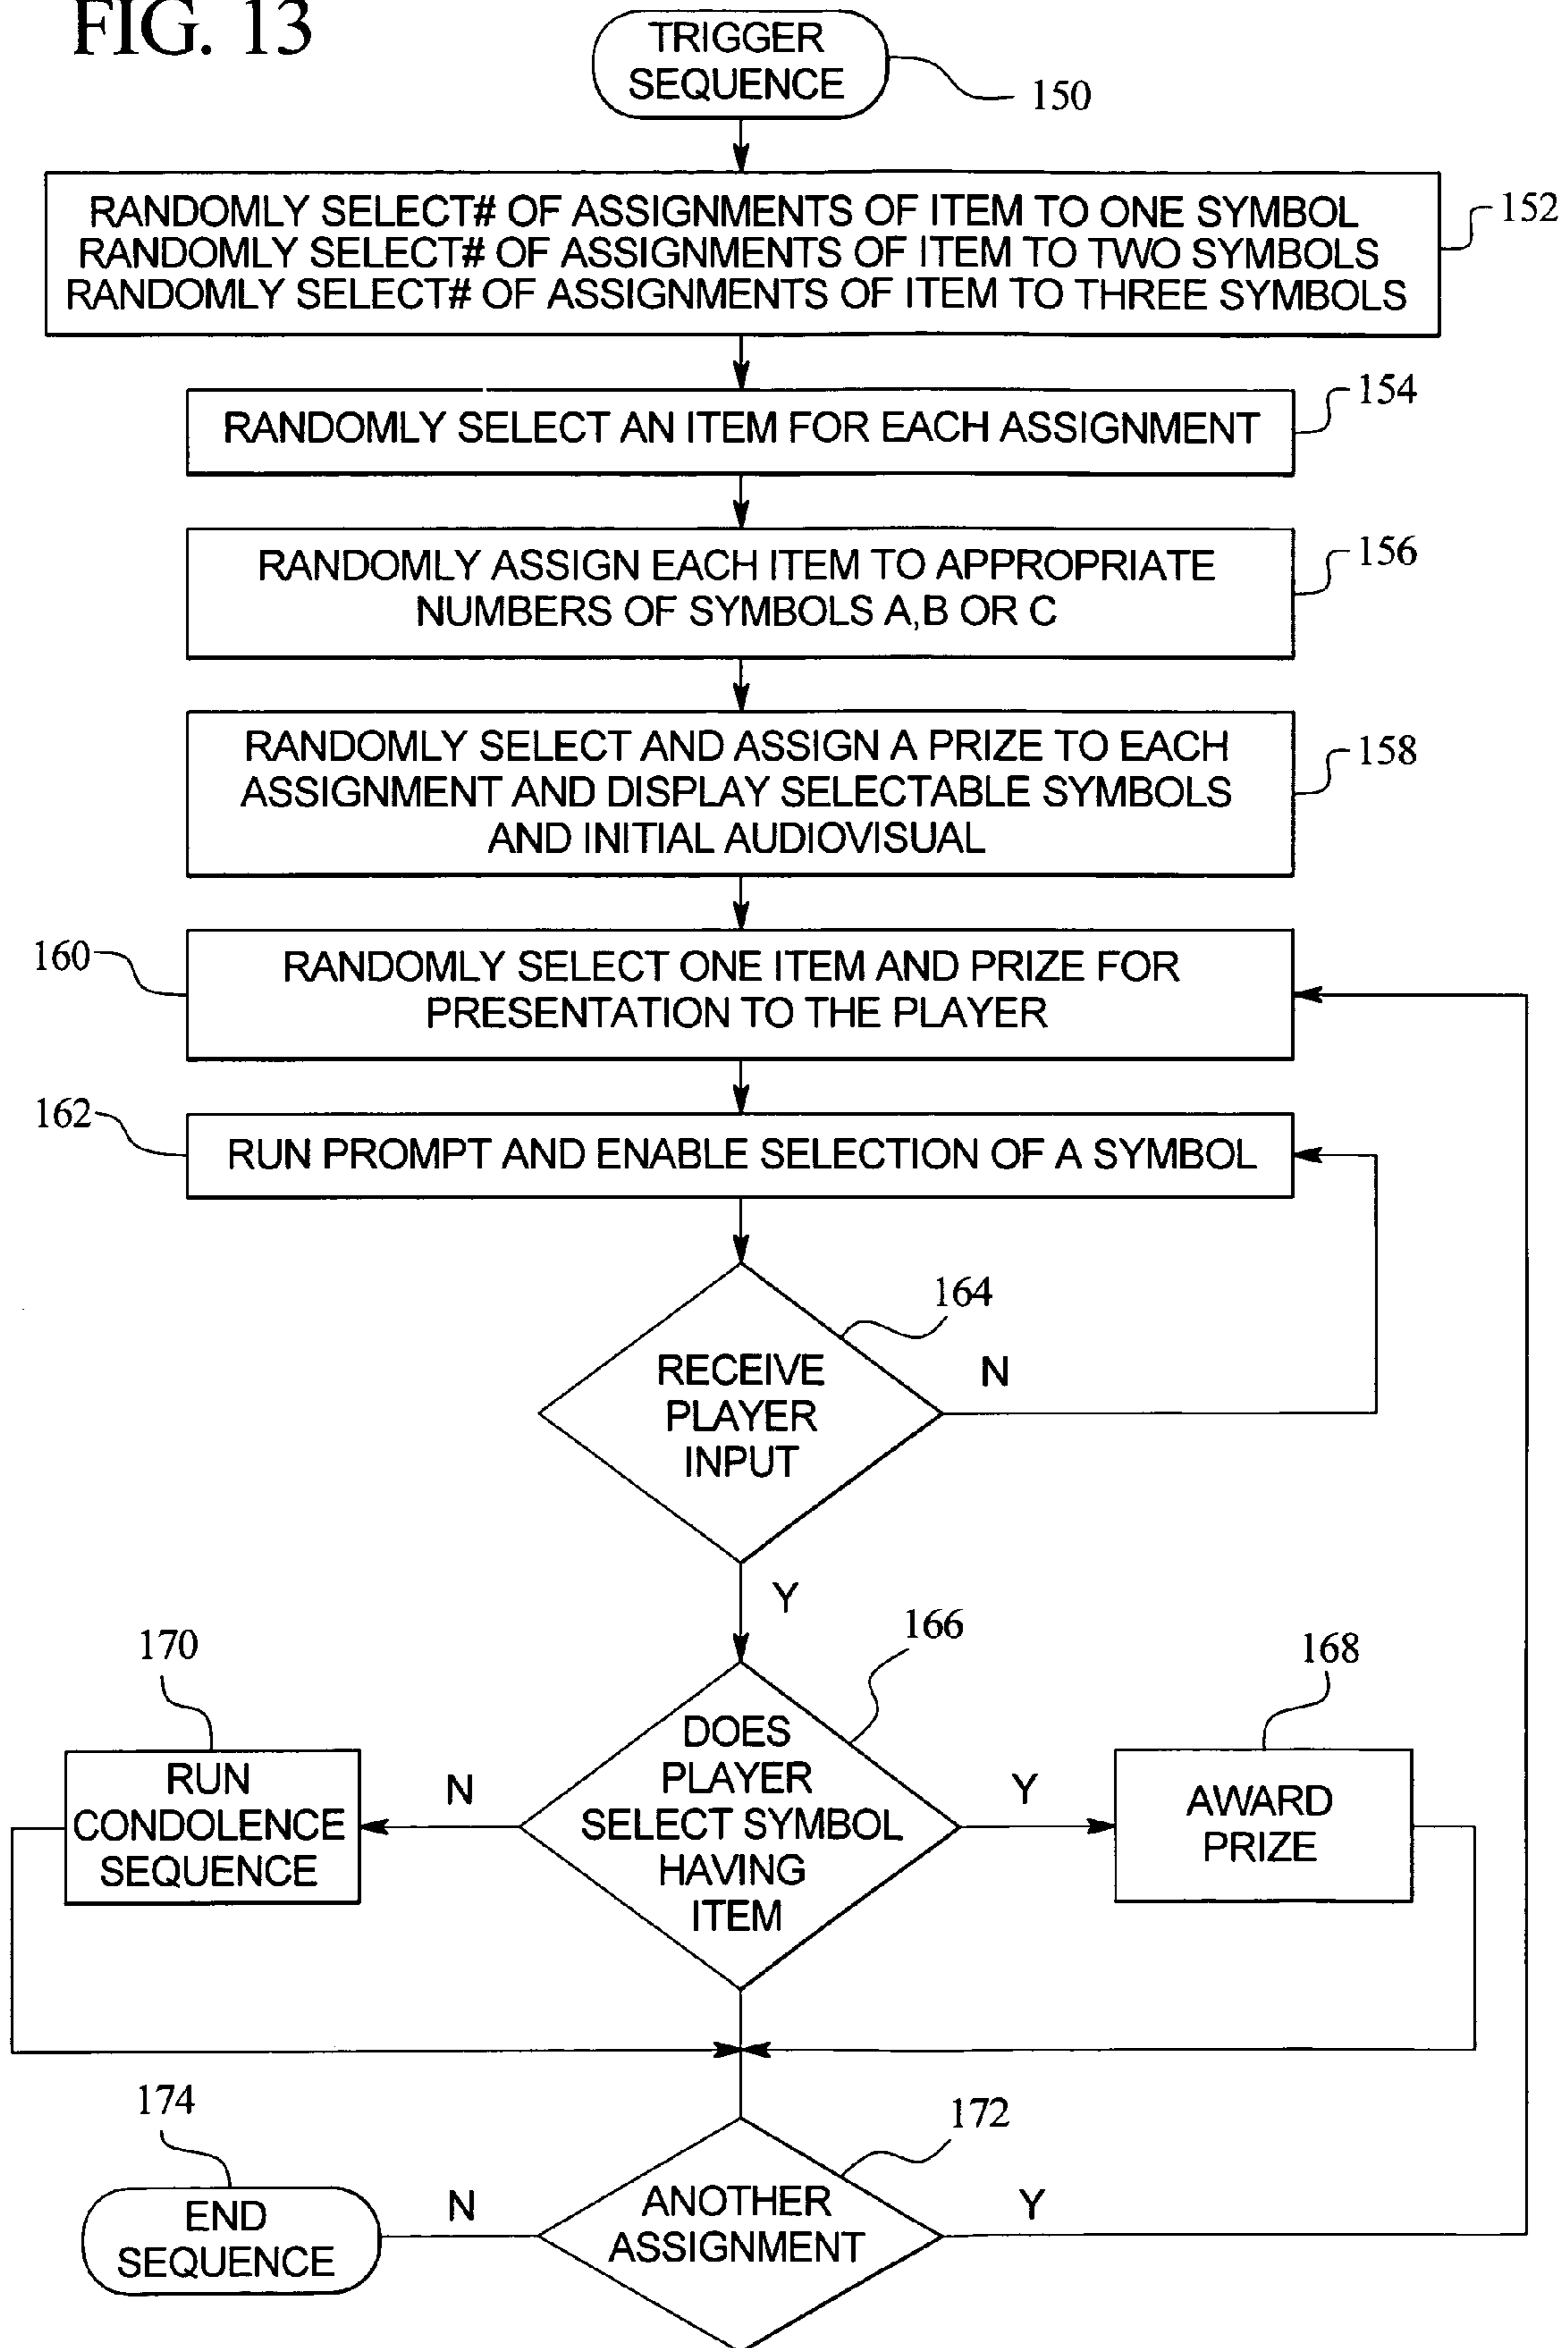 FIG. 13
TRIGGER
SEQUENCE
150
RANDOMLY SELECT# OF ASSIGNMENTS OF ITEM TO ONE SYMBOL
RANDOMLY SELECT# OF ASSIGNMENTS OF ITEM TO TWO SYMBOLS
RANDOMLY SELECT# OF ASSIGNMENTS OF ITEM TO THREE SYMBOLS
152
RANDOMLY SELECT AN ITEM FOR EACH ASSIGNMENT
154
RANDOMLY ASSIGN EACH ITEM TO APPROPRIATE
NUMBERS OF SYMBOLS A,B OR C
156
RANDOMLY SELECT AND ASSIGN A PRIZE TO EACH
ASSIGNMENT AND DISPLAY SELECTABLE SYMBOLS
AND INITIAL AUDIOVISUAL
158
160
RANDOMLY SELECT ONE ITEM AND PRIZE FOR
PRESENTATION TO THE PLAYER
162
RUN PROMPT AND ENABLE SELECTION OF A SYMBOL
164
RECEIVE
PLAYER
INPUT
N
Y
166
DOES
PLAYER
SELECT SYMBOL
HAVING
ITEM
170
RUN
CONDOLENCE
SEQUENCE
N
Y
168
AWARD
PRIZE
172
ANOTHER
ASSIGNMENT
174
END
SEQUENCE
N
Y